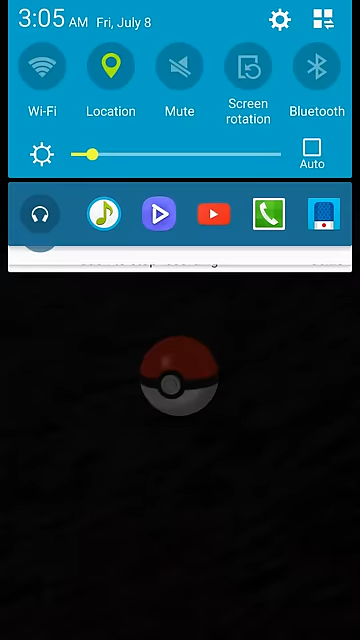 3:05 AM Fri, July 8
Wi-Fi
Location
Mute
Screen rotation
Bluetooth
Auto